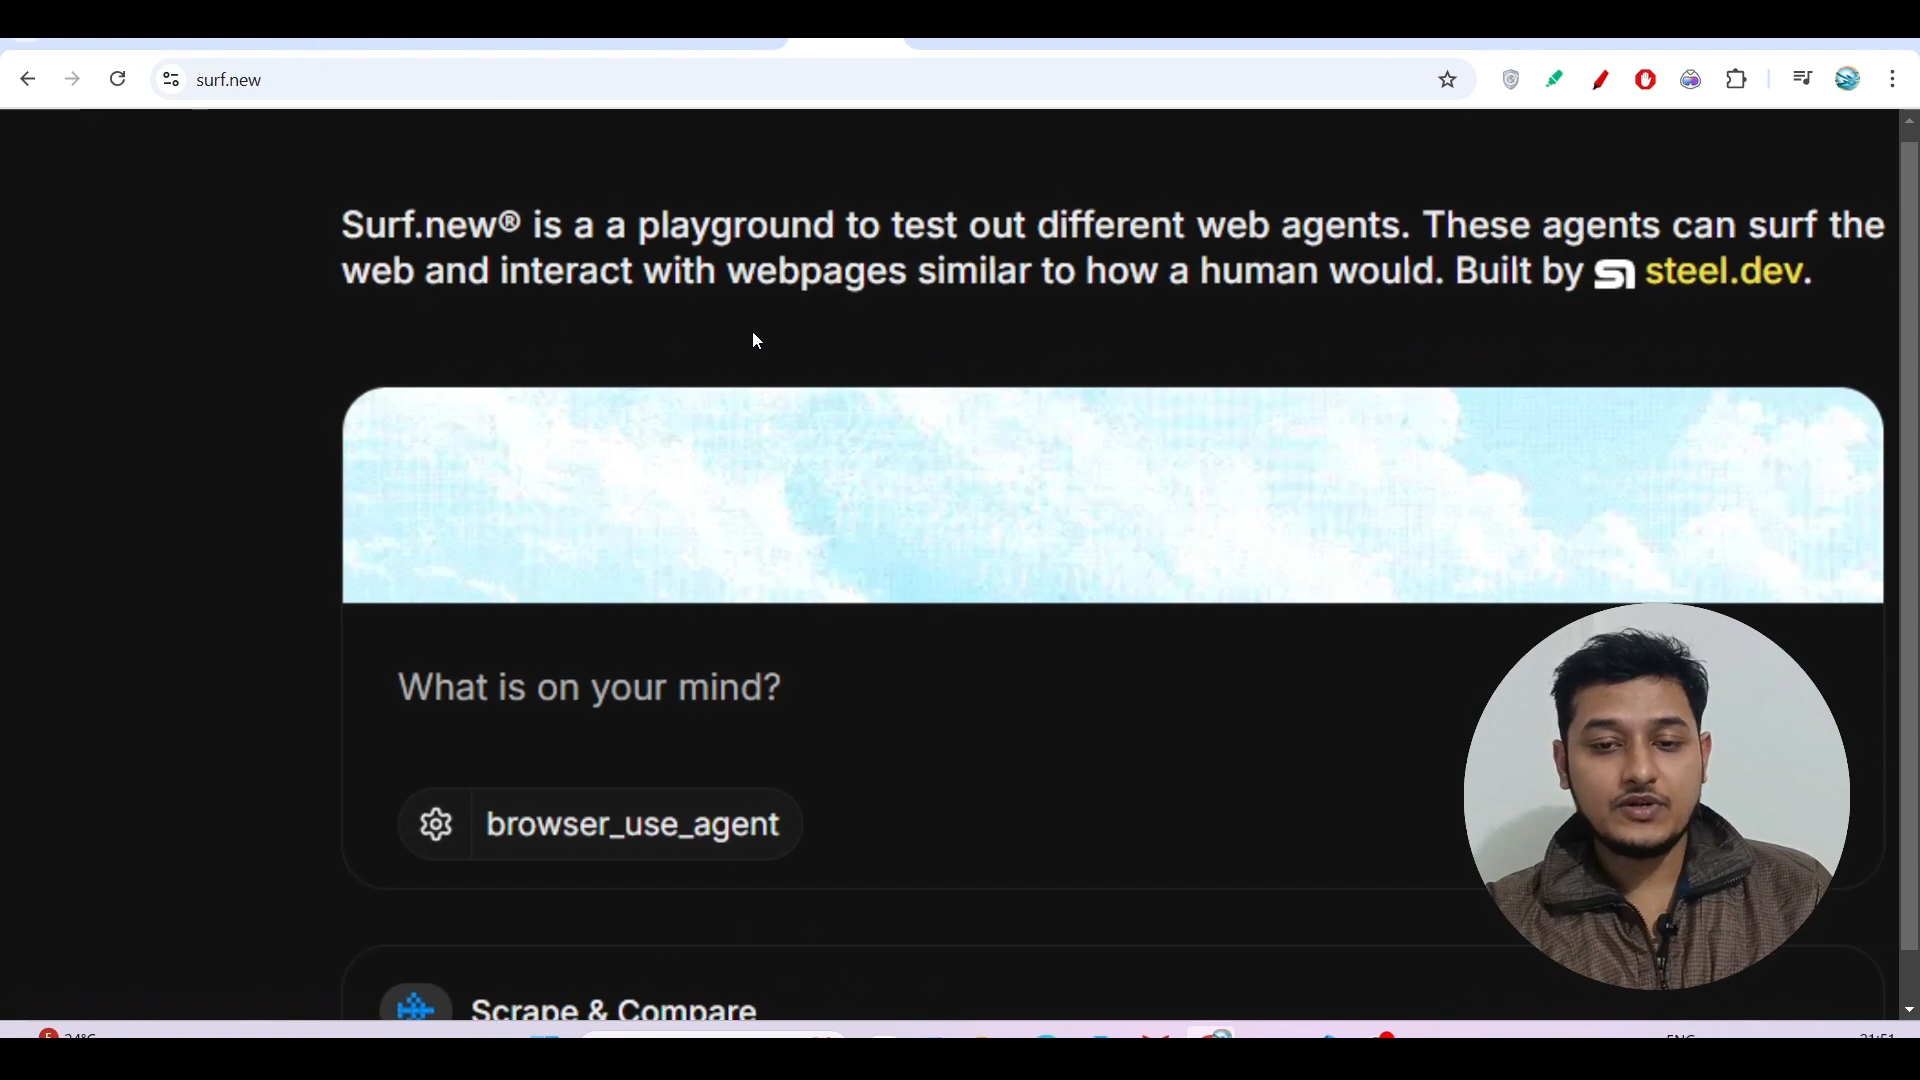 surf.new
Surf.new® is a a playground to test out different web agents. These agents can surf the
web and interact with webpages similar to how a human would. Built by steel.dev.
What is on your mind?
browser_use_agent
Scrape & Compare